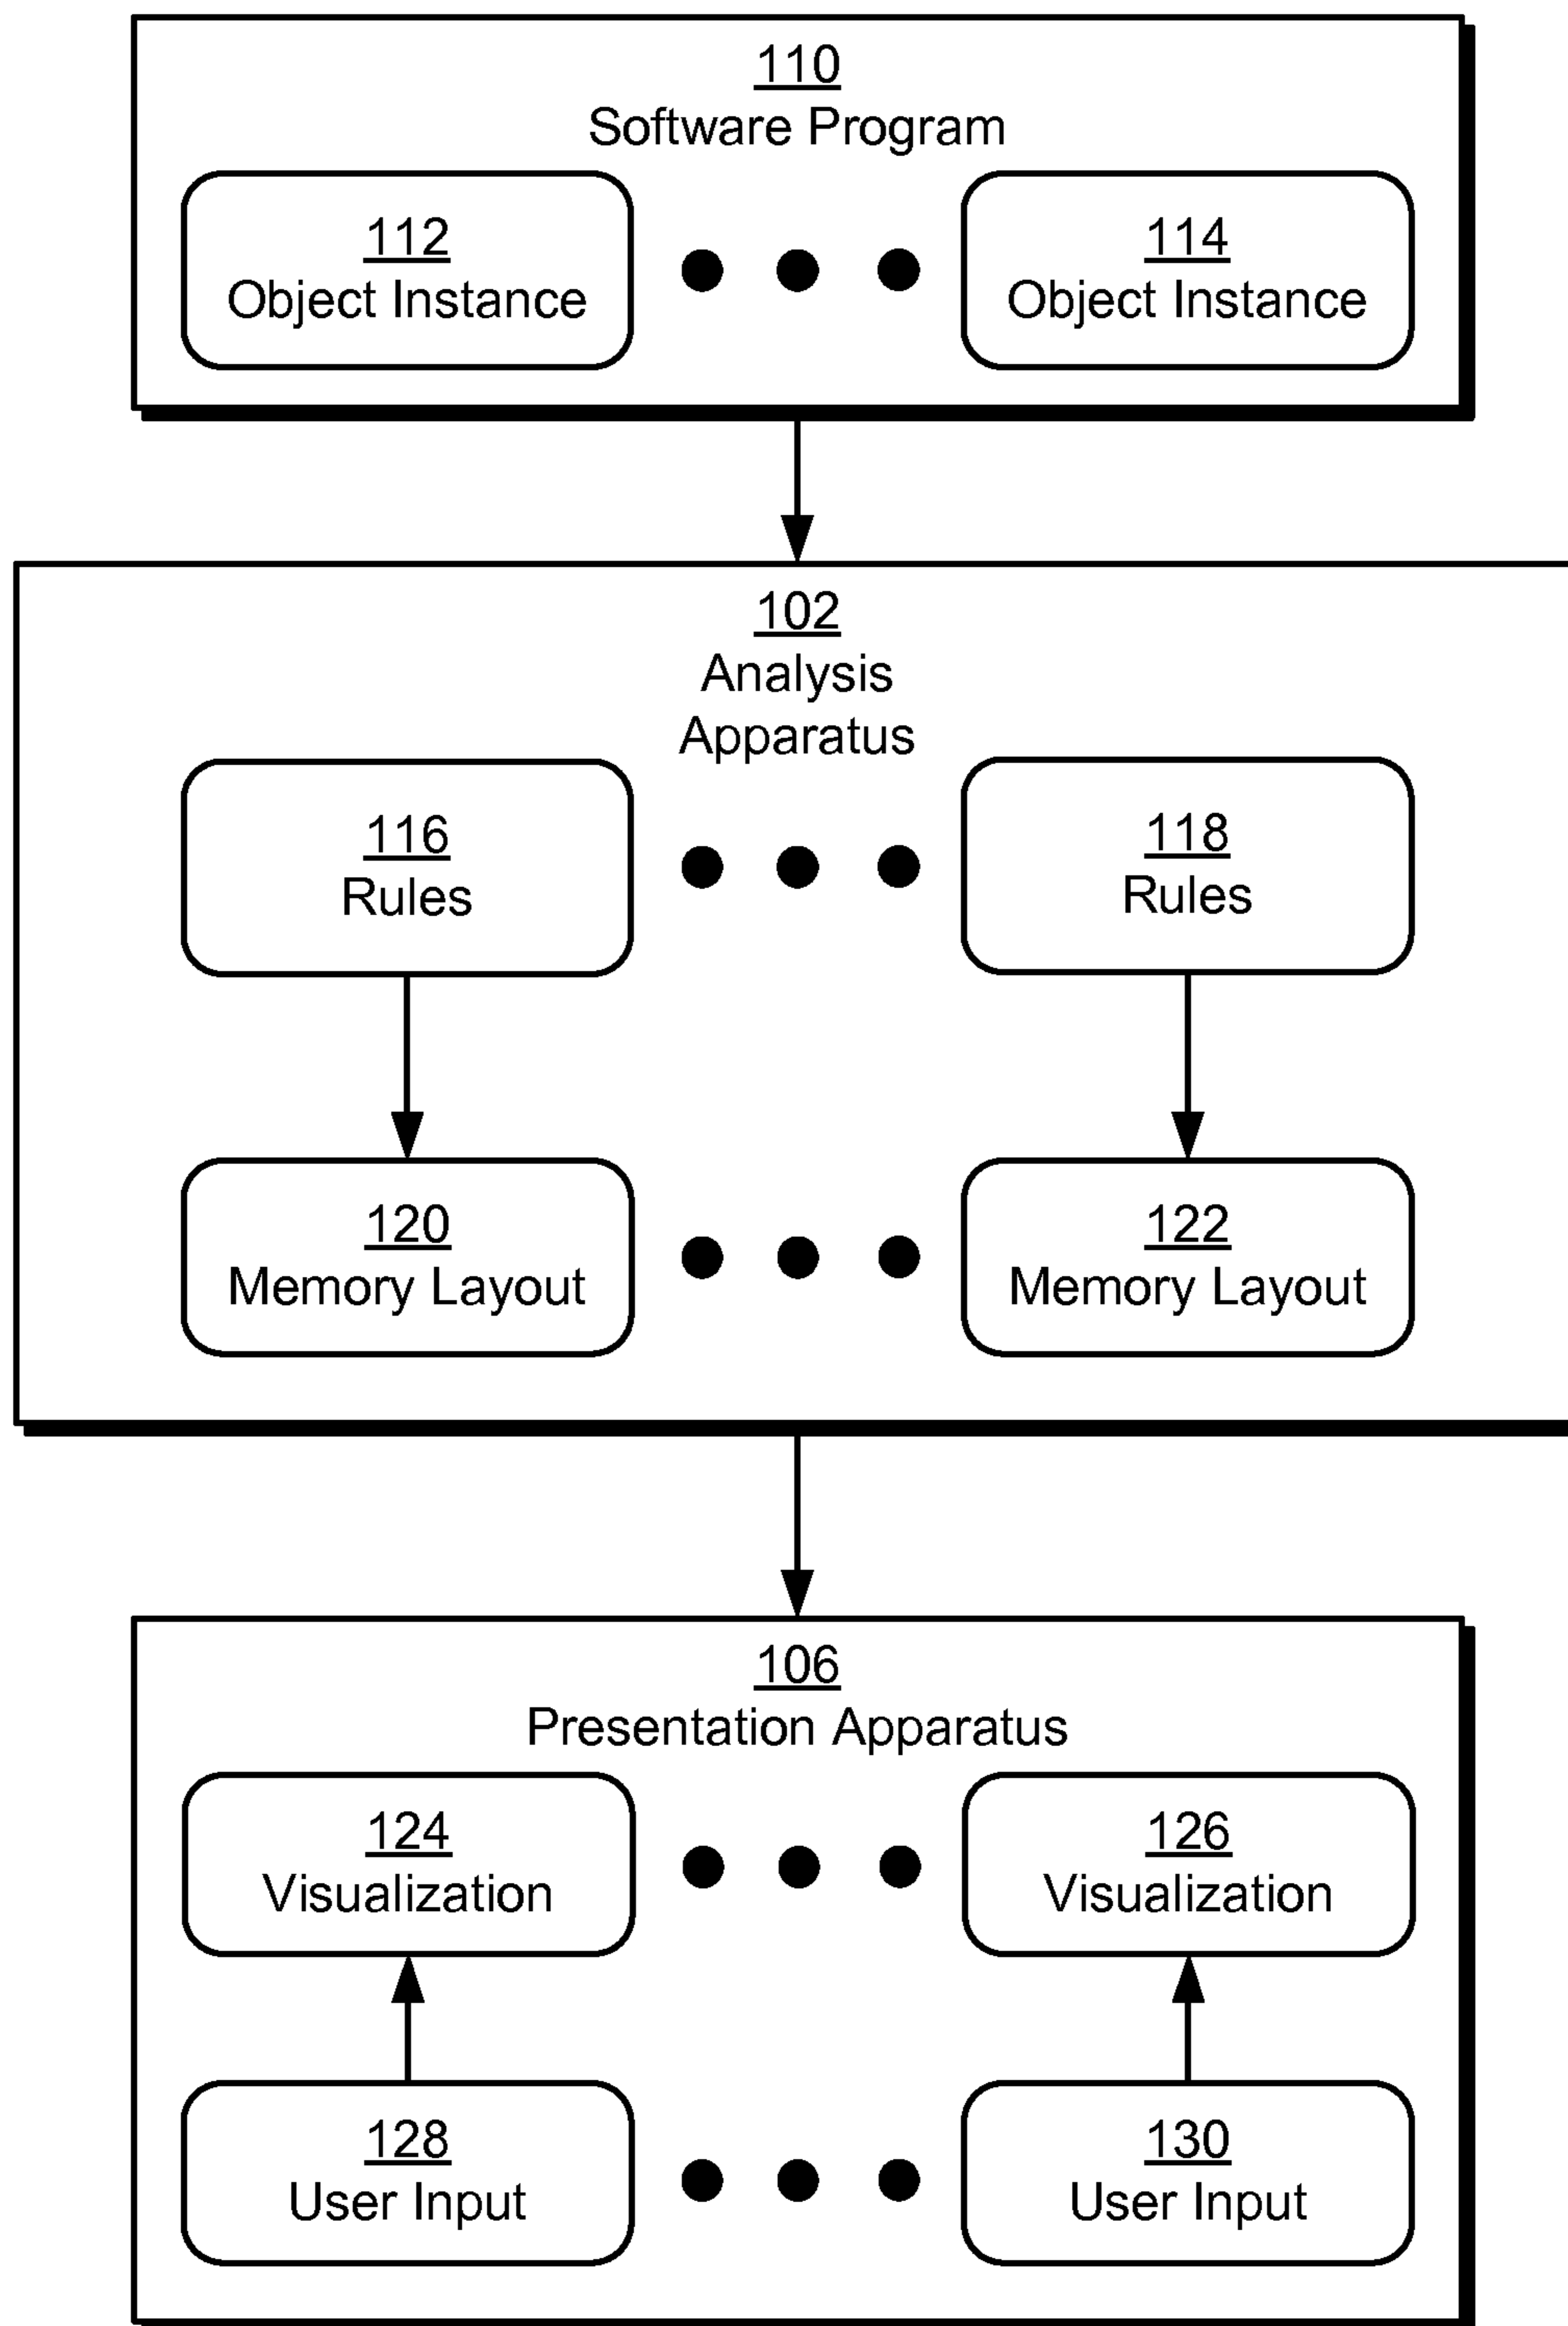 110
Software Program
112
Object Instance
114
Object Instance
102
Analysis
Apparatus
116
Rules
118
Rules
120
Memory Layout
122
Memory Layout
106
Presentation Apparatus
124
Visualization
126
Visualization
128
User Input
130
User Input